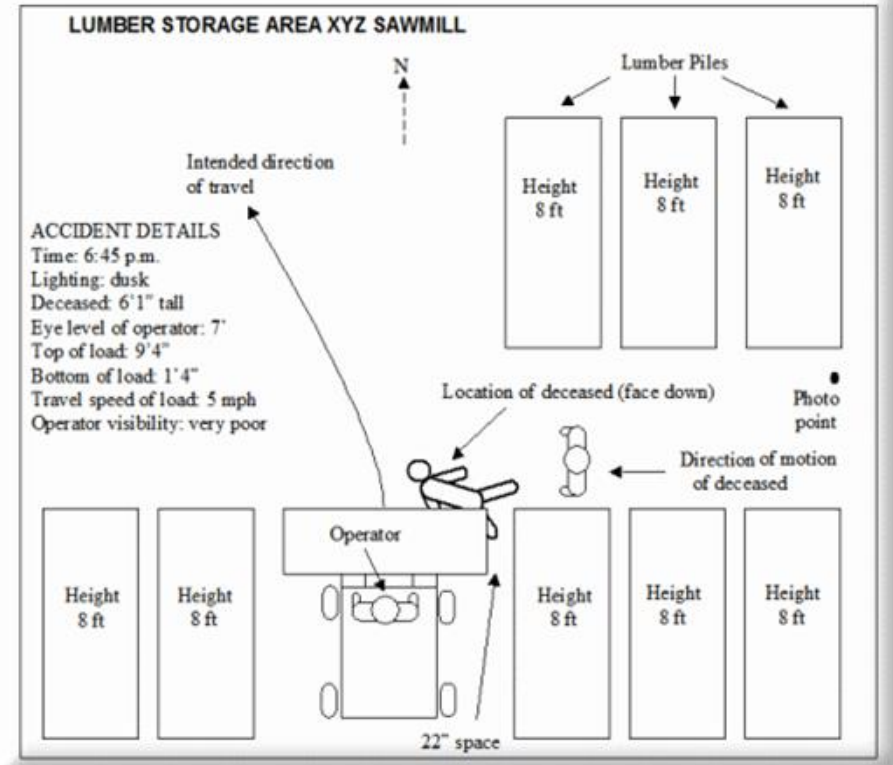 LUMBER STORAGE AREA XYZ SAWMILL
N
Lumber Piles
Intended direction
of travel
Height
8 ft
Height
8 ft
Height
8 ft
ACCIDENT DETAILS
Time: 6:45 p.m.
Lighting: dusk
Deceased: 6'1" tall
Eye level of operator: 7'
Top of load: 9'4"
Bottom of load: 1'4"
Travel speed of load: 5 mph
Operator visibility: very poor
Location of deceased (face down)
Photo
point
Direction of motion
of deceased
Operator
Height
8 ft
Height
8 ft
Height
8 ft
Height
8 ft
Height
8 ft
22" space